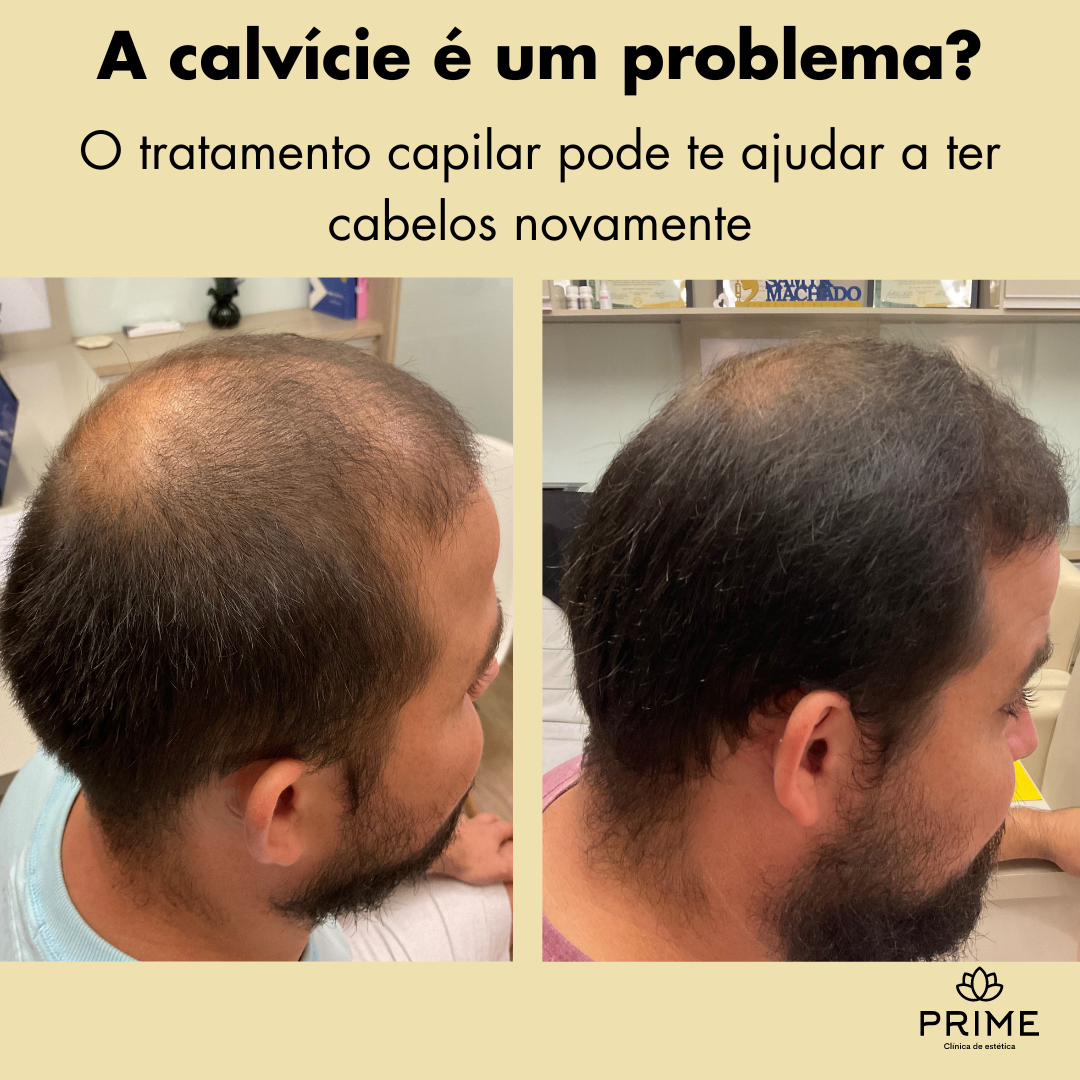 A calvície é um problema?
O tratamento capilar pode te ajudar a ter
cabelos novamente
MACHADO
PRIME
Clínica de estética